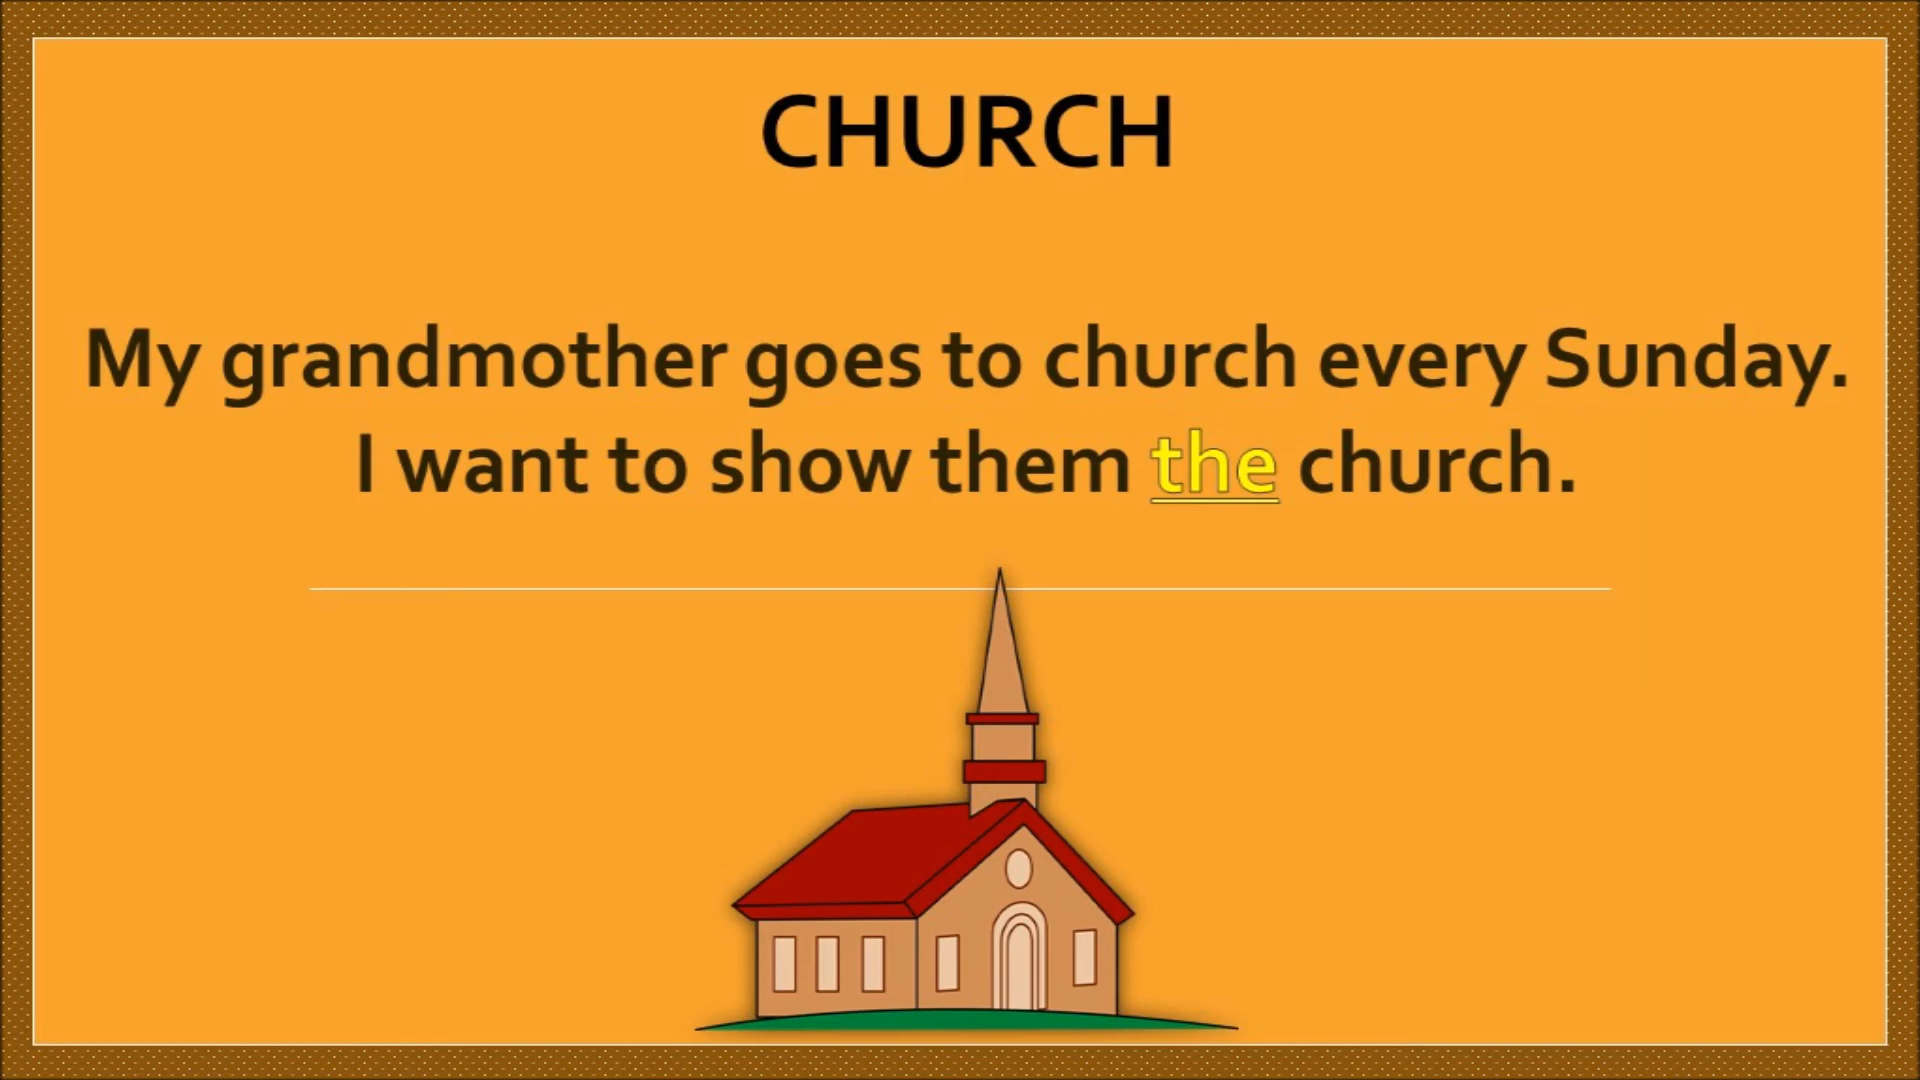 CHURCH
My grandmother goes to church every Sunday.
I want to show them the church.